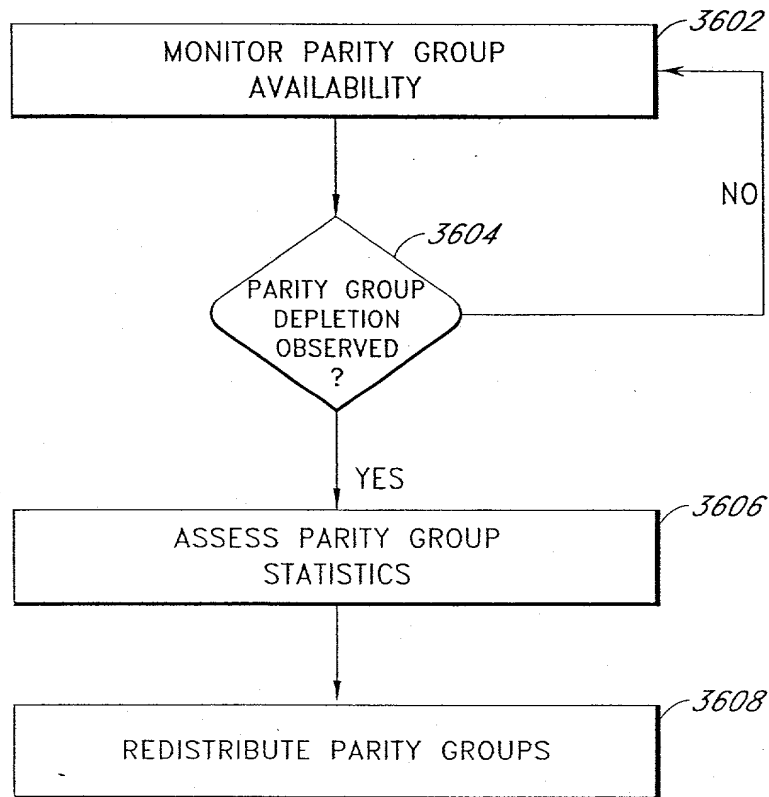 3602
MONITOR PARITY GROUP
AVAILABILITY
NO
3604
PARITY GROUP
DEPLETION
OBSERVED
?
YES
3606
ASSESS PARITY GROUP
STATISTICS
3608
REDISTRIBUTE PARITY GROUPS